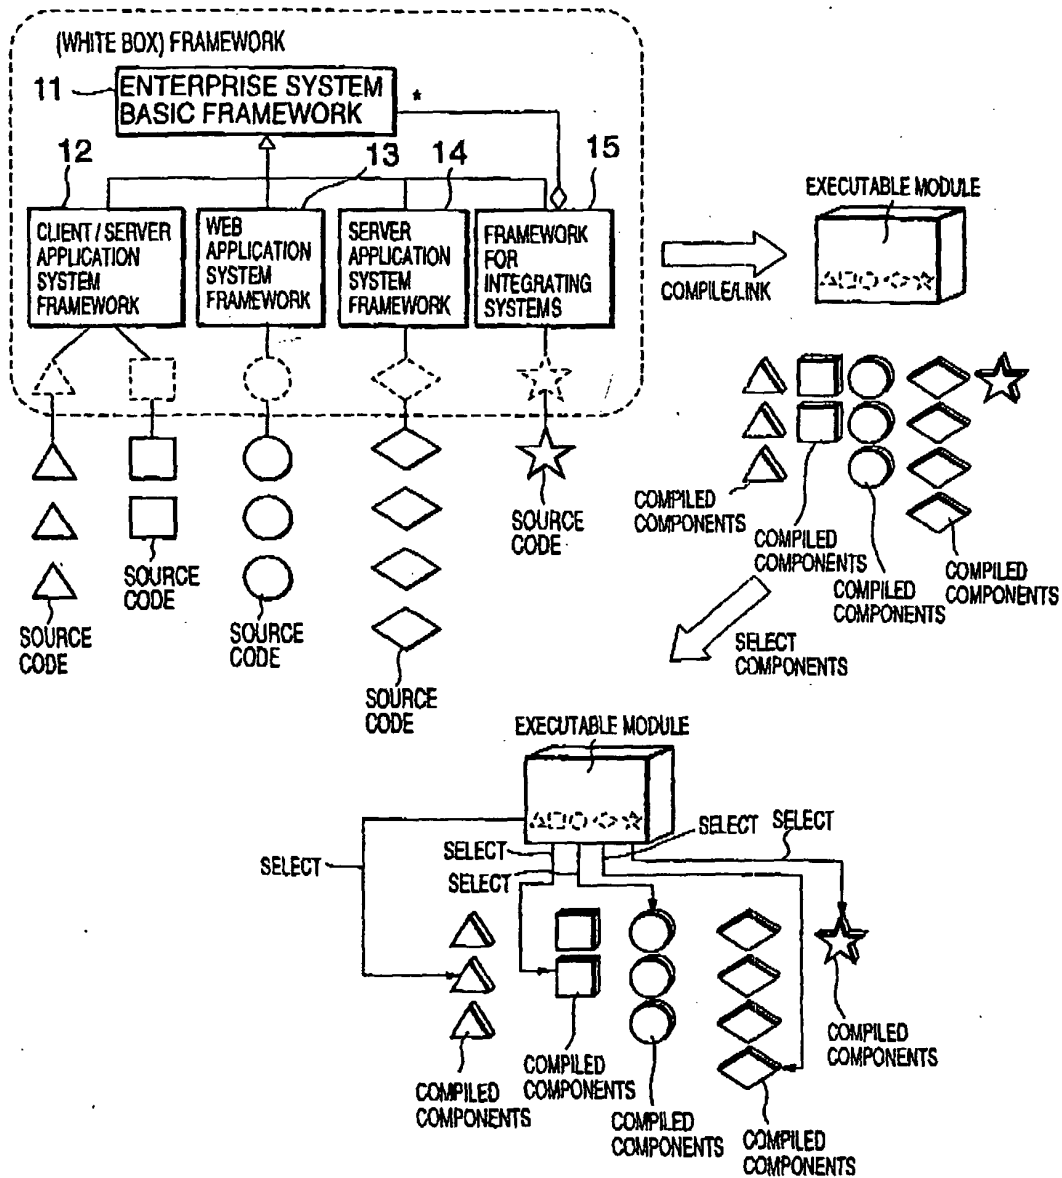 (WHITE BOX) FRAMEWORK
11
ENTERPRISE SYSTEM
BASIC FRAMEWORK
*
12
13
14
15
CLIENT/SERVER
APPLICATION
SYSTEM
FRAMEWORK
WEB
APPLICATION
SYSTEM
FRAMEWORK
SERVER
APPLICATION
SYSTEM
FRAMEWORK
FRAMEWORK
FOR
INTEGRATING
SYSTEMS
COMPILE/LINK
EXECUTABLE MODULE
SOURCE
CODE
SOURCE
CODE
SOURCE
CODE
SOURCE
CODE
SOURCE
CODE
COMPILED
COMPONENTS
COMPILED
COMPONENTS
COMPILED
COMPONENTS
COMPILED
COMPONENTS
SELECT
COMPONENTS
EXECUTABLE MODULE
SELECT
SELECT
SELECT
SELECT
SELECT
COMPILED
COMPONENTS
COMPILED
COMPONENTS
COMPILED
COMPONENTS
COMPILED
COMPONENTS
COMPILED
COMPONENTS